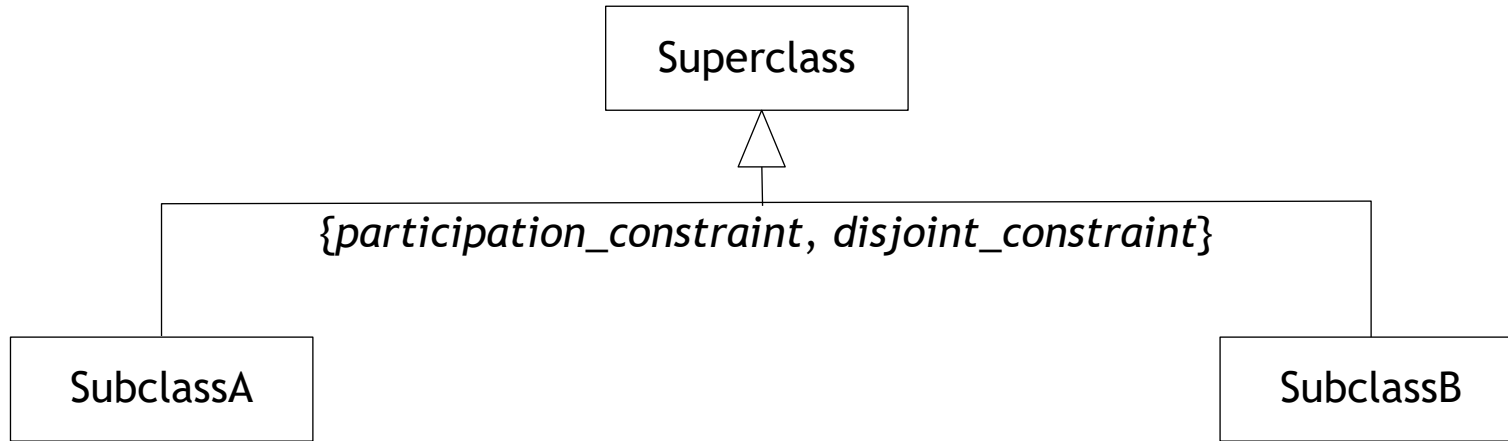 Superclass
{participation_constraint, disjoint_constraint}
SubclassA
SubclassB